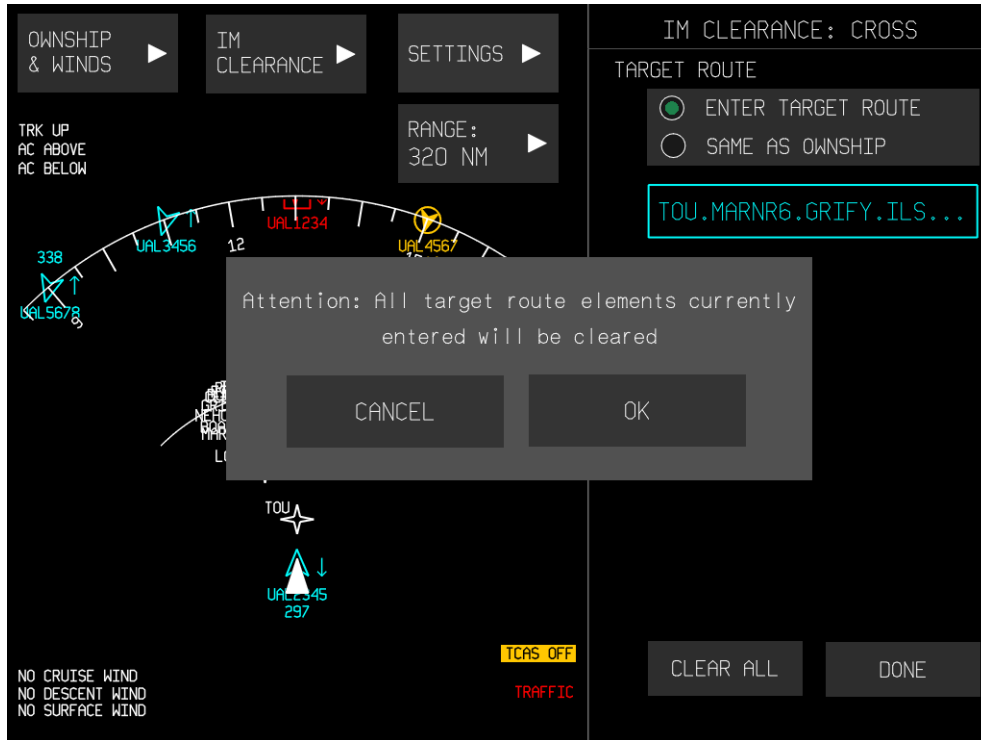 OWNSHIP
& WINDS
IM
CLEARANCE
SETTINGS
RANGE:
320 NM
TRK UP
AC ABOVE
AC BELOW
UAL1234
UAL3456
12
UAL4567
338
UAL5678
9
TOU
UAL2345
297
NO CRUISE WIND
NO DESCENT WIND
NO SURFACE WIND
TCAS OFF
TRAFFIC
Attention: All target route elements currently
entered will be cleared
CANCEL
OK
IM CLEARANCE: CROSS
TARGET ROUTE
ENTER TARGET ROUTE
SAME AS OWNSHIP
TOU.MARNR6.GRIFY.ILS...
CLEAR ALL
DONE